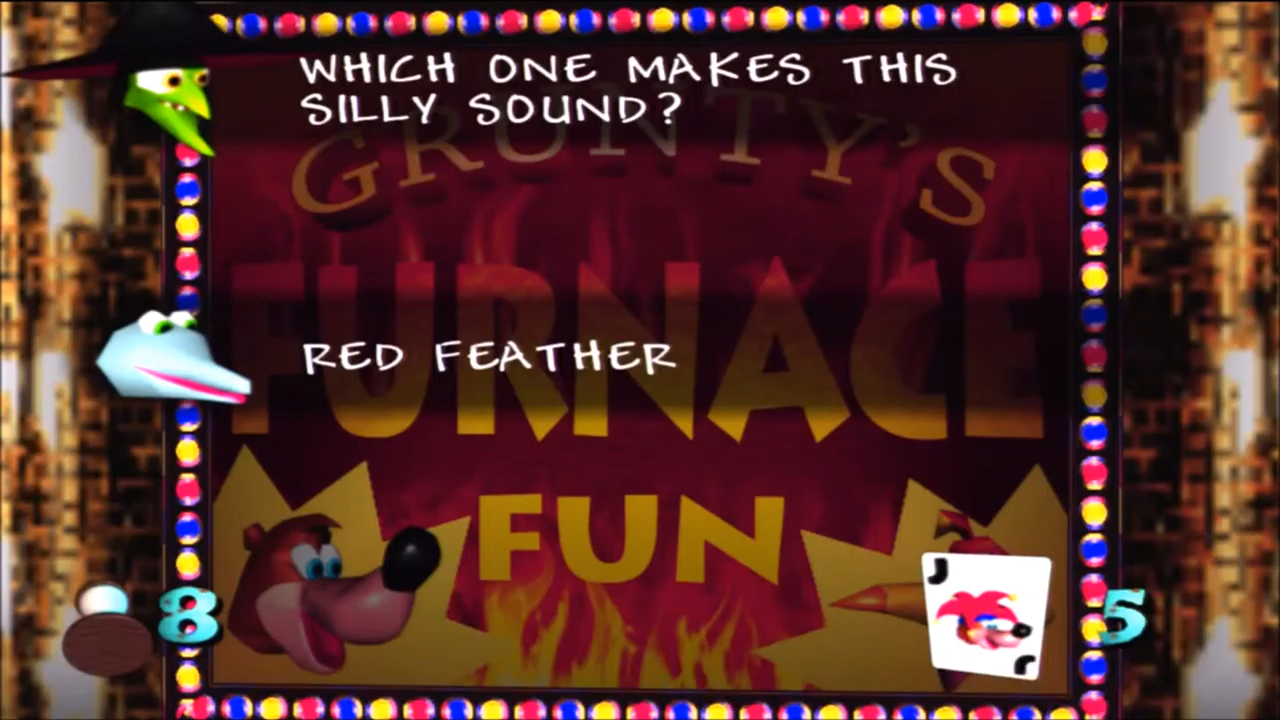 WHICH ONE MAKES THIS
SILLY SOUND?
GRUNTY'S
RED FEATHER
FURNACE
FUN
J
8
5
J